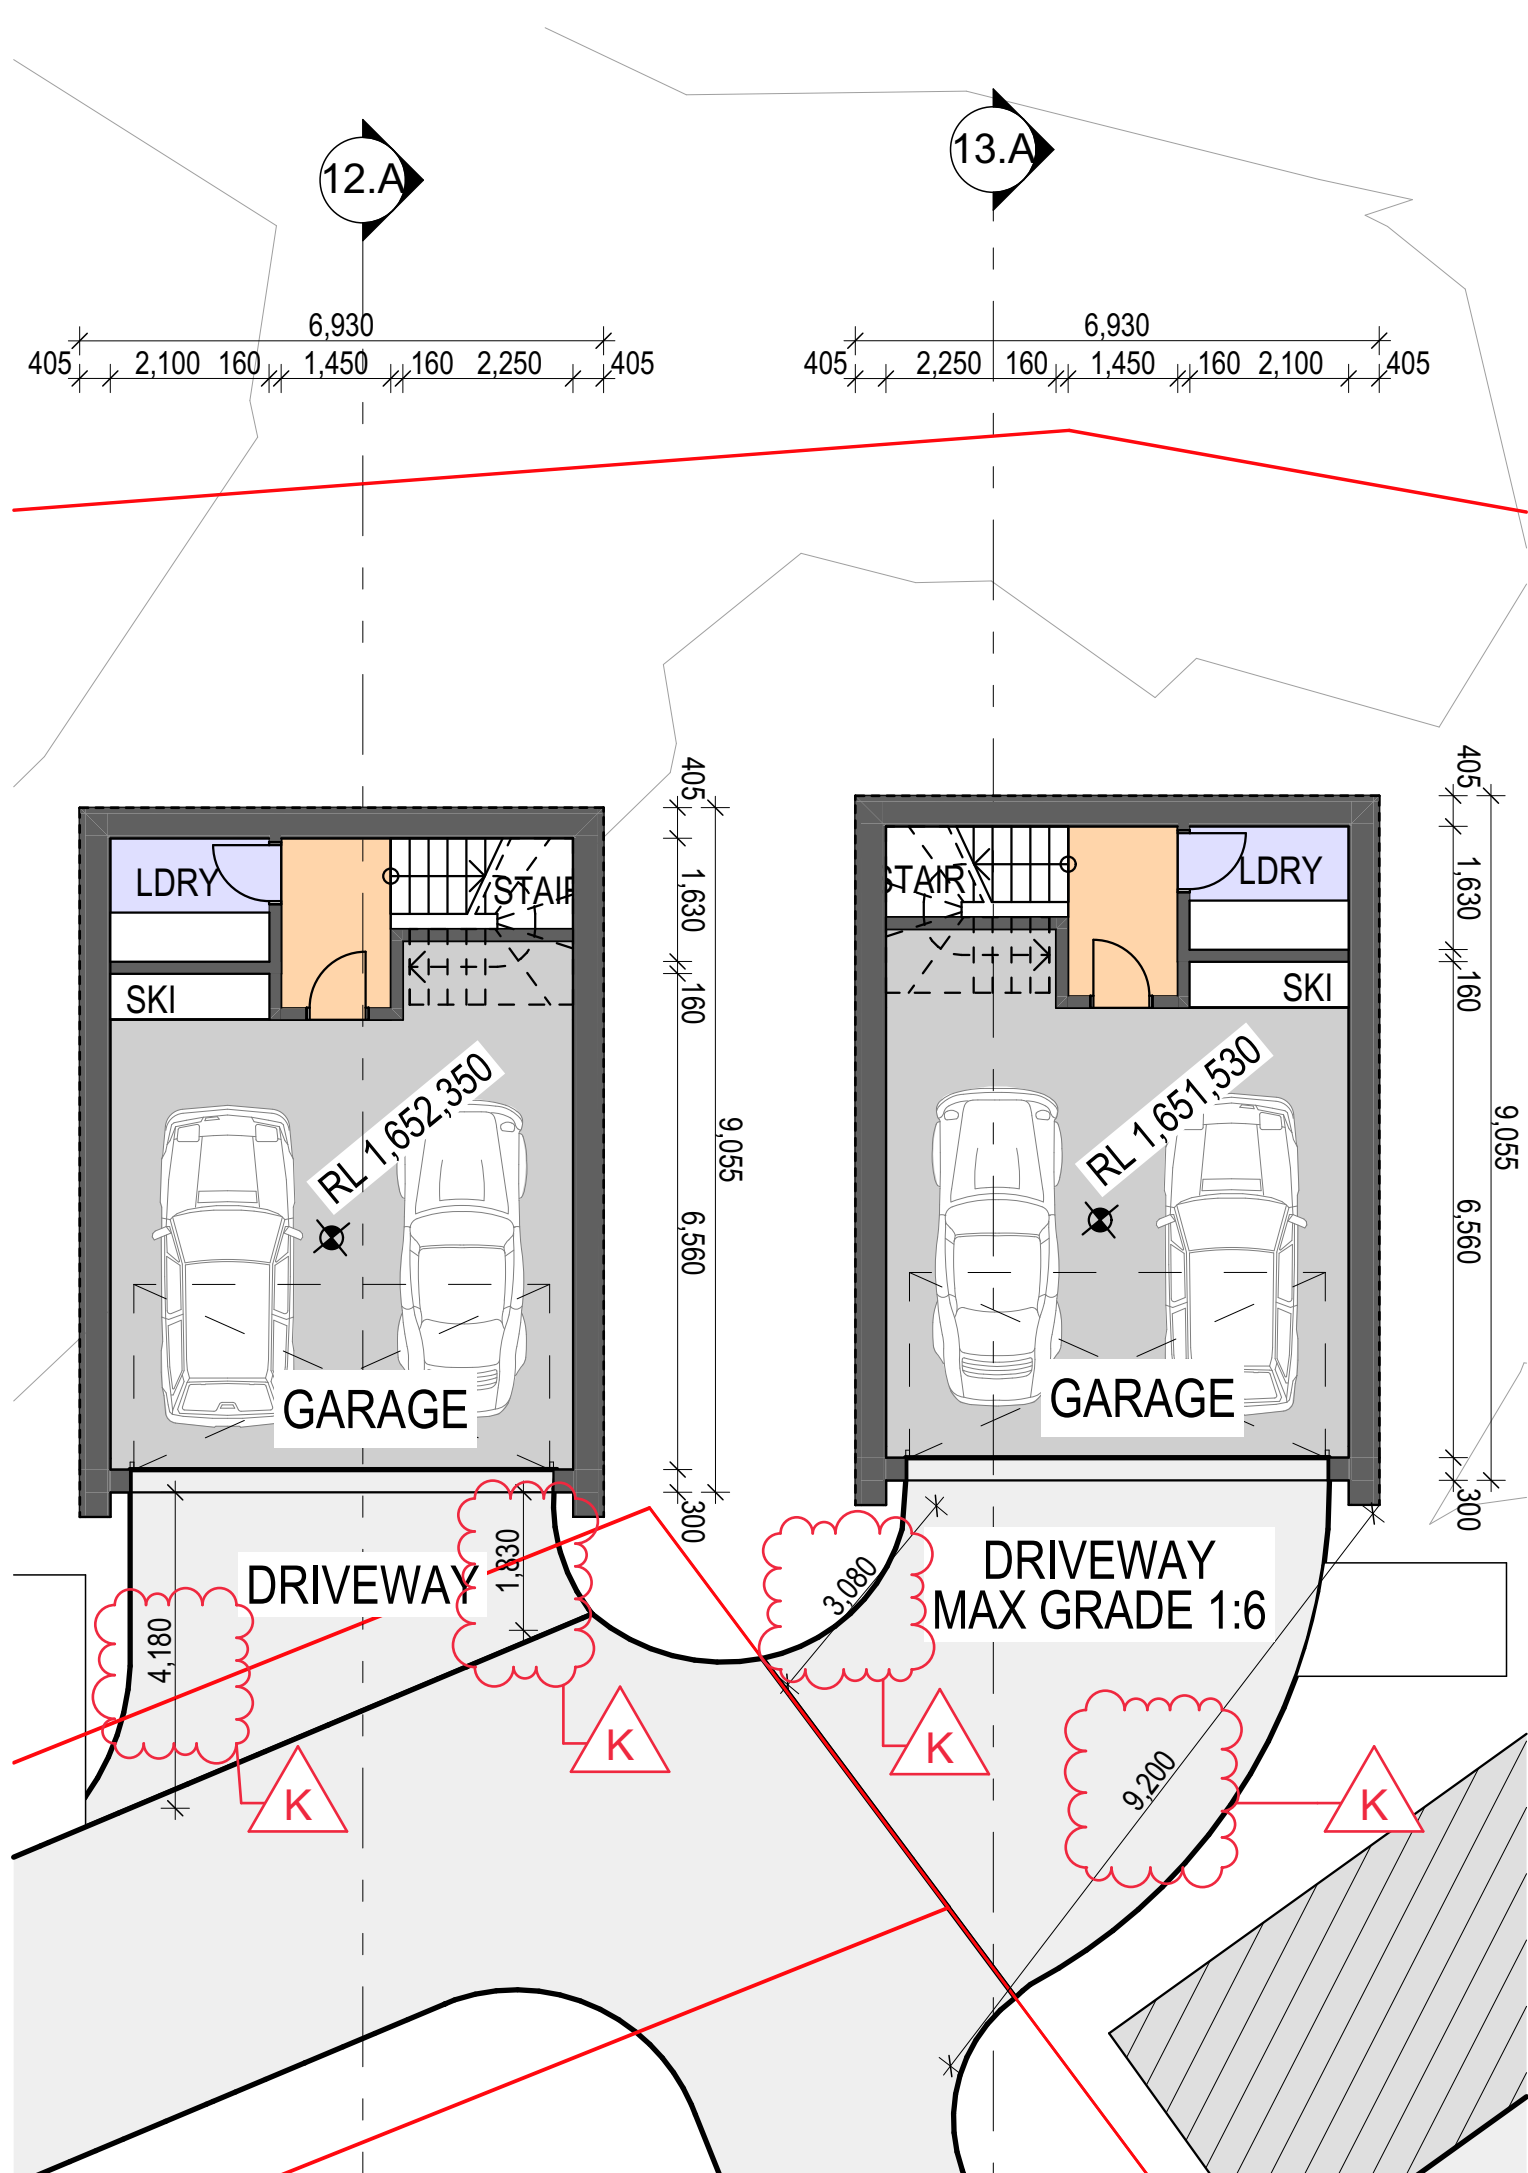 12.A
13.A
6,930
405 2,100 160 1,450 160 2,250 405
6,930
405 2,250 160 1,450 160 2,100 405
LDRY
STAIR
SKI
RL 1,652,350
GARAGE
405
1,630
160
6,560
300
9,055
STAIR
LDRY
SKI
RL 1,651,530
GARAGE
405
1,630
160
6,560
300
9,055
DRIVEWAY
1,830
4,180
3,080
DRIVEWAY
MAX GRADE 1:6
9,200
K
K
K
K